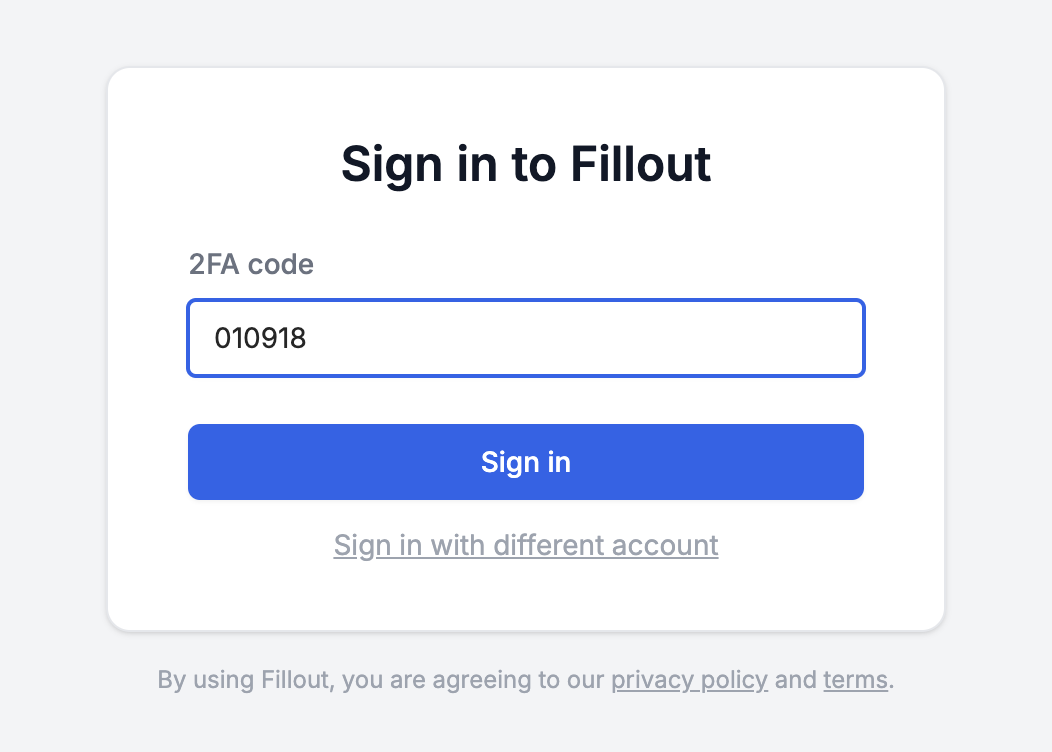 Sign in to Fillout
2FA code
010918
Sign in
Sign in with different account
By using Fillout, you are agreeing to our privacy policy and terms.